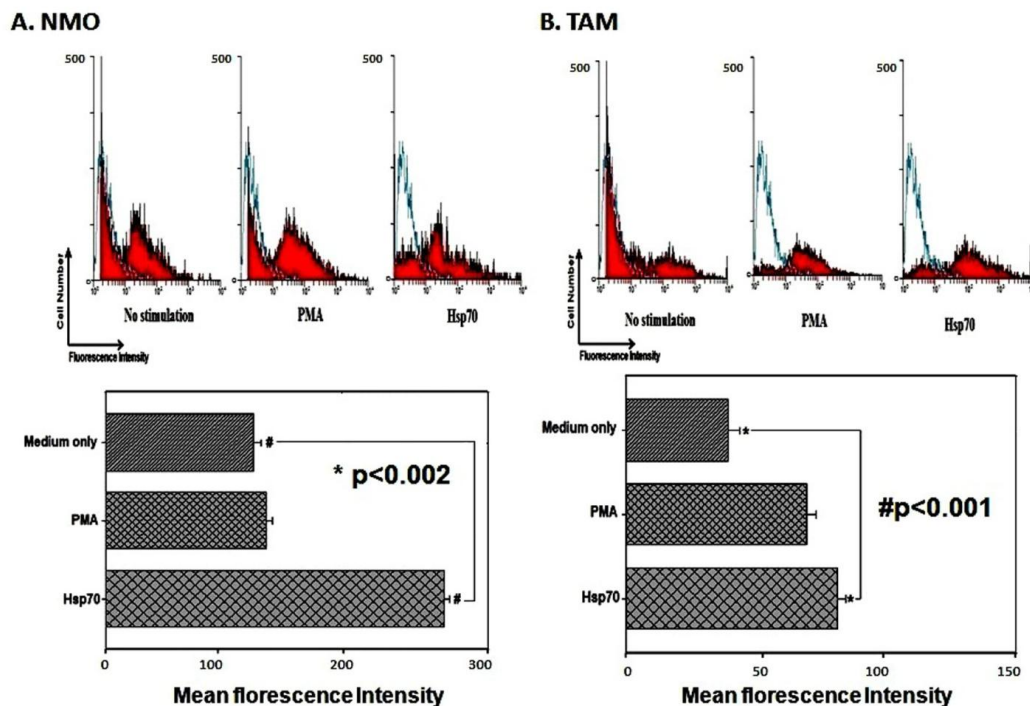 A. NMO
B. TAM
500
500
500
500
500
500
Cell Number
No stimulation
PMA
Hsp70
Fluorescence Intensity
Cell Number
No stimulation
PMA
Hsp70
Fluorescence Intensity
Medium only
#
* p<0.002
PMA
Hsp70
#
0
100
200
300
Mean florescence Intensity
Medium only
*
#p<0.001
PMA
Hsp70
*
0
50
100
150
Mean florescence Intensity